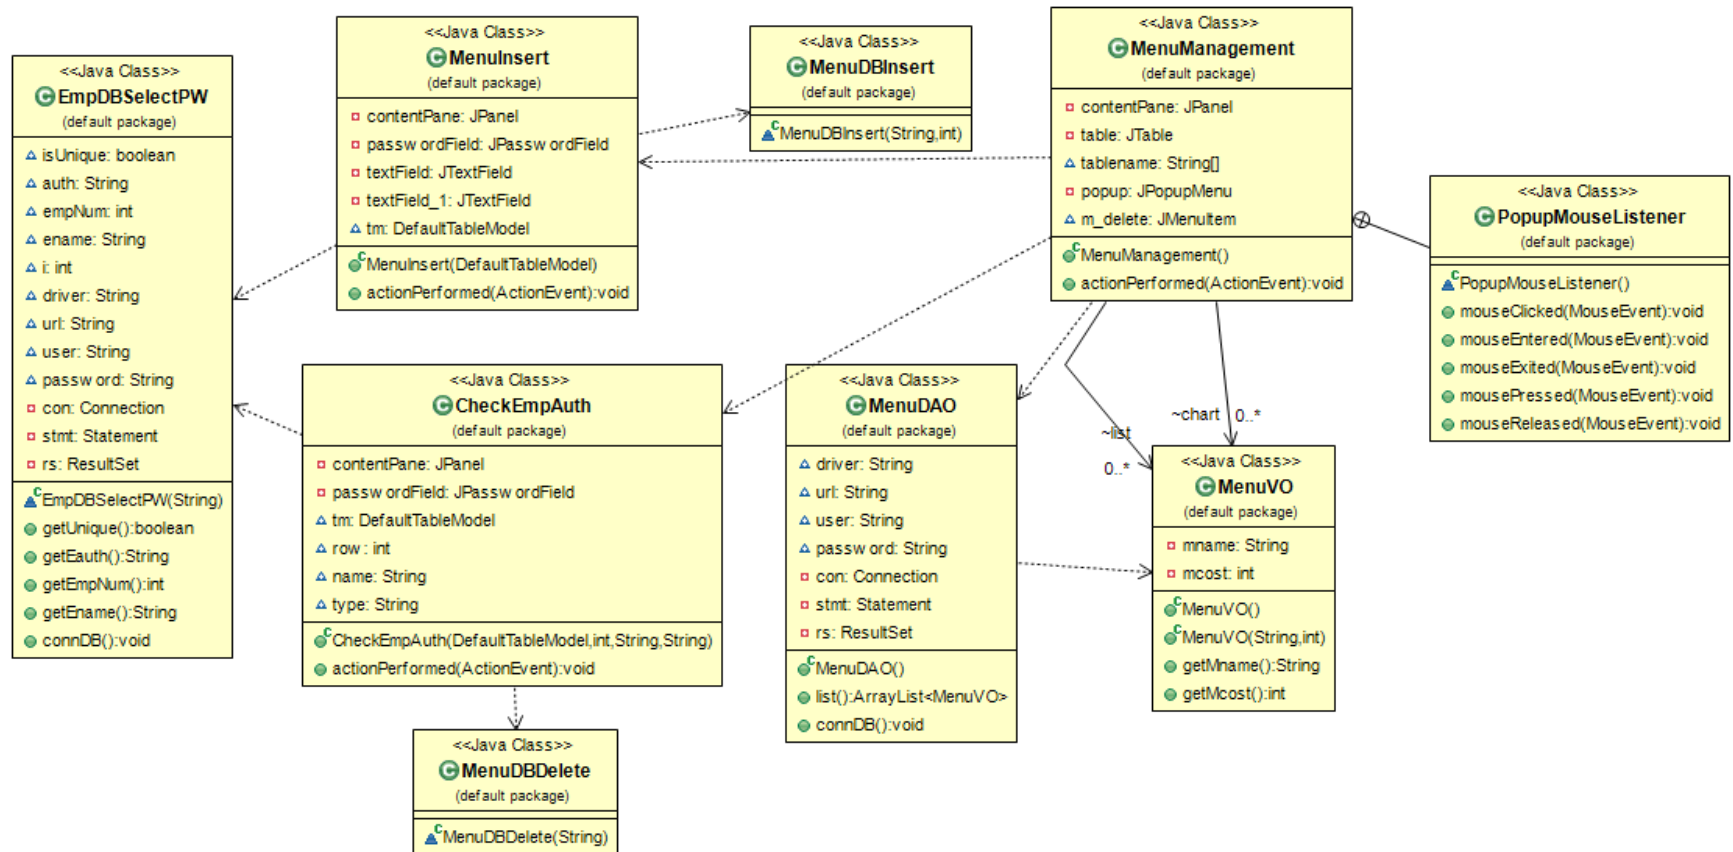 <<Java Class>>
EmpDBSelectPW
(default package)
isUnique: boolean
auth: String
empNum: int
ename: String
i: int
driver: String
url: String
user: String
password: String
con: Connection
stmt: Statement
rs: ResultSet
EmpDBSelectPW(String)
getUnique():boolean
getEauth():String
getEmpNum():int
getEname():String
connDB():void
<<Java Class>>
MenuInsert
(default package)
contentPane: JPanel
passwordField: JPasswordField
textField: JTextField
textField_1: JTextField
tm: DefaultTableModel
MenuInsert(DefaultTableModel)
actionPerformed(ActionEvent):void
<<Java Class>>
MenuDBInsert
(default package)
MenuDBInsert(String,int)
<<Java Class>>
MenuManagement
(default package)
contentPane: JPanel
table: JTable
tablename: String[]
popup: JPopupMenu
m_delete: JMenuItem
MenuManagement()
actionPerformed(ActionEvent):void
<<Java Class>>
PopupMouseListener
(default package)
PopupMouseListener()
mouseClicked(MouseEvent):void
mouseEntered(MouseEvent):void
mouseExited(MouseEvent):void
mousePressed(MouseEvent):void
mouseReleased(MouseEvent):void
<<Java Class>>
CheckEmpAuth
(default package)
contentPane: JPanel
passwordField: JPasswordField
tm: DefaultTableModel
row: int
name: String
type: String
CheckEmpAuth(DefaultTableModel,int,String,String)
actionPerformed(ActionEvent):void
<<Java Class>>
MenuDAO
(default package)
driver: String
url: String
user: String
password: String
con: Connection
stmt: Statement
rs: ResultSet
MenuDAO()
list():ArrayList<MenuVO>
connDB():void
~list
0..*
~chart
0..*
<<Java Class>>
MenuVO
(default package)
mname: String
mcost: int
MenuVO()
MenuVO(String,int)
getMname():String
getMcost():int
<<Java Class>>
MenuDBDelete
(default package)
MenuDBDelete(String)